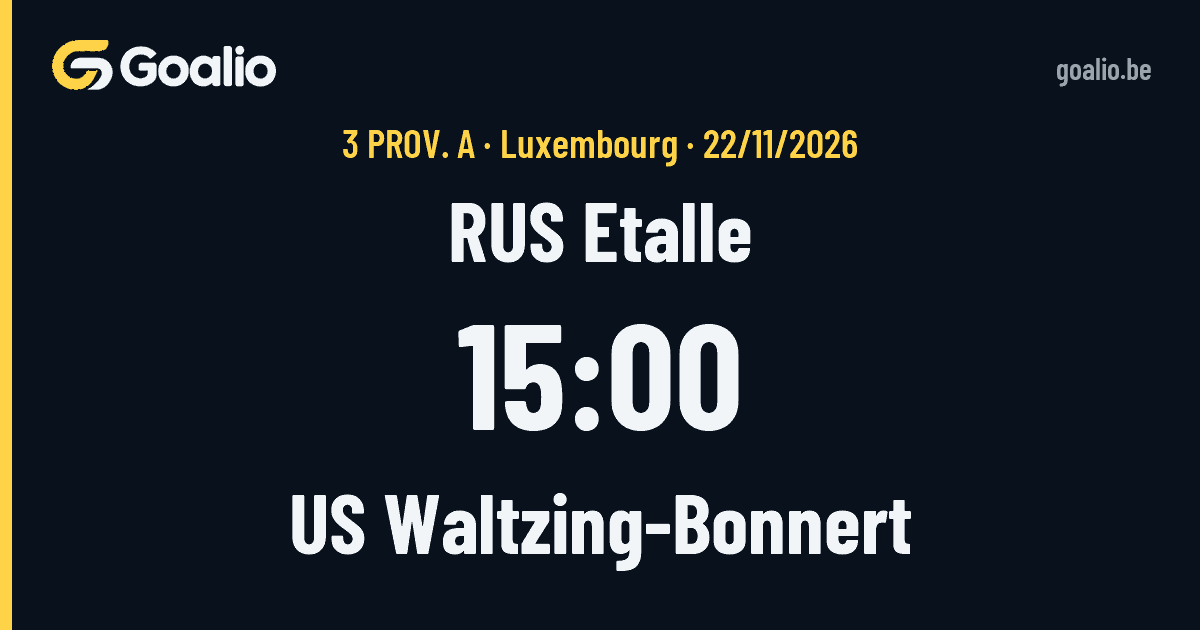 Goalio
goalio.be
3 PROV. A · Luxembourg · 22/11/2026
RUS Etalle
15:00
US Waltzing-Bonnert